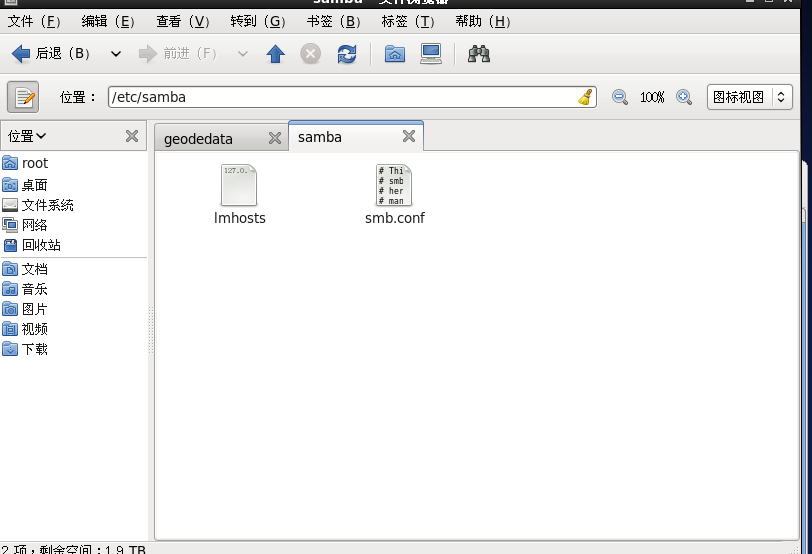 samba - 文件浏览器
文件（F） 编辑（E） 查看（V） 转到（G） 书签（B） 标签（T） 帮助（H）
后退（B） 前进（F）
位置： /etc/samba 100% 图标视图
位置
geodedata samba
root
桌面
文件系统
网络
回收站
文档
音乐
图片
视频
下载
127.0.
lmhosts
# Thi
# smb
# her
# man
smb.conf
2 项，剩余空间：1.9 TB